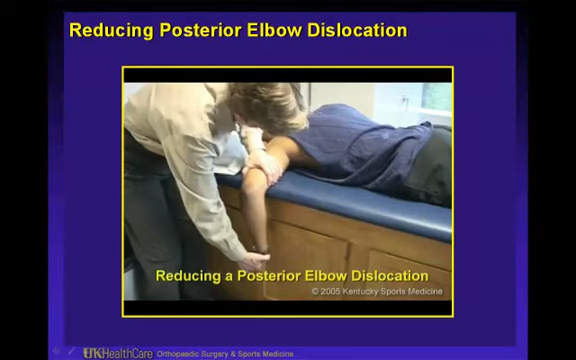 Reducing Posterior Elbow Dislocation
Reducing a Posterior Elbow Dislocation
© 2005 Kentucky Sports Medicine
UKHealthCare Orthopaedic Surgery & Sports Medicine